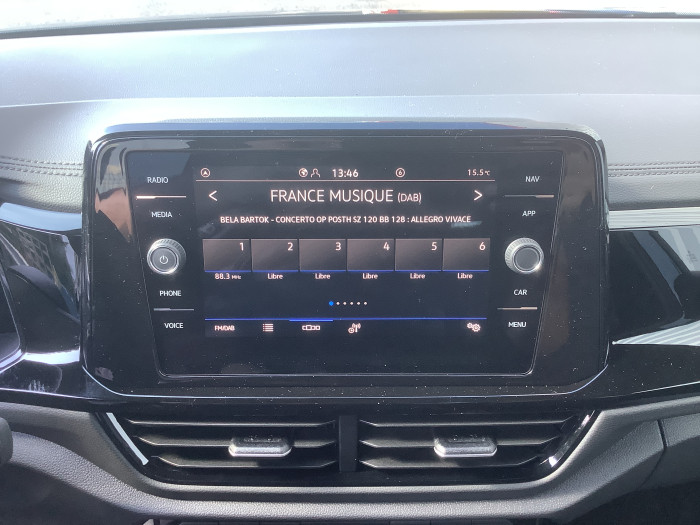 RADIO
MEDIA
PHONE
VOICE
13:46
6
15.5°C
< FRANCE MUSIQUE (DAB) >
BELA BARTOK - CONCERTO OP POSTH SZ 120 BB 128 : ALLEGRO VIVACE
1 2 3 4 5 6
88.3 MHz Libre Libre Libre Libre Libre
FM/DAB
NAV
APP
CAR
MENU